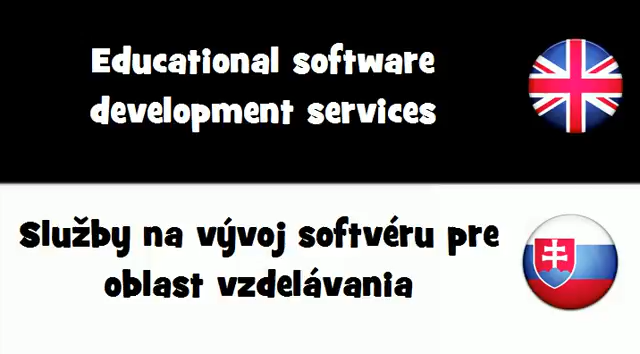 Educational software
development services
Služby na vývoj softvéru pre
oblast vzdelávania